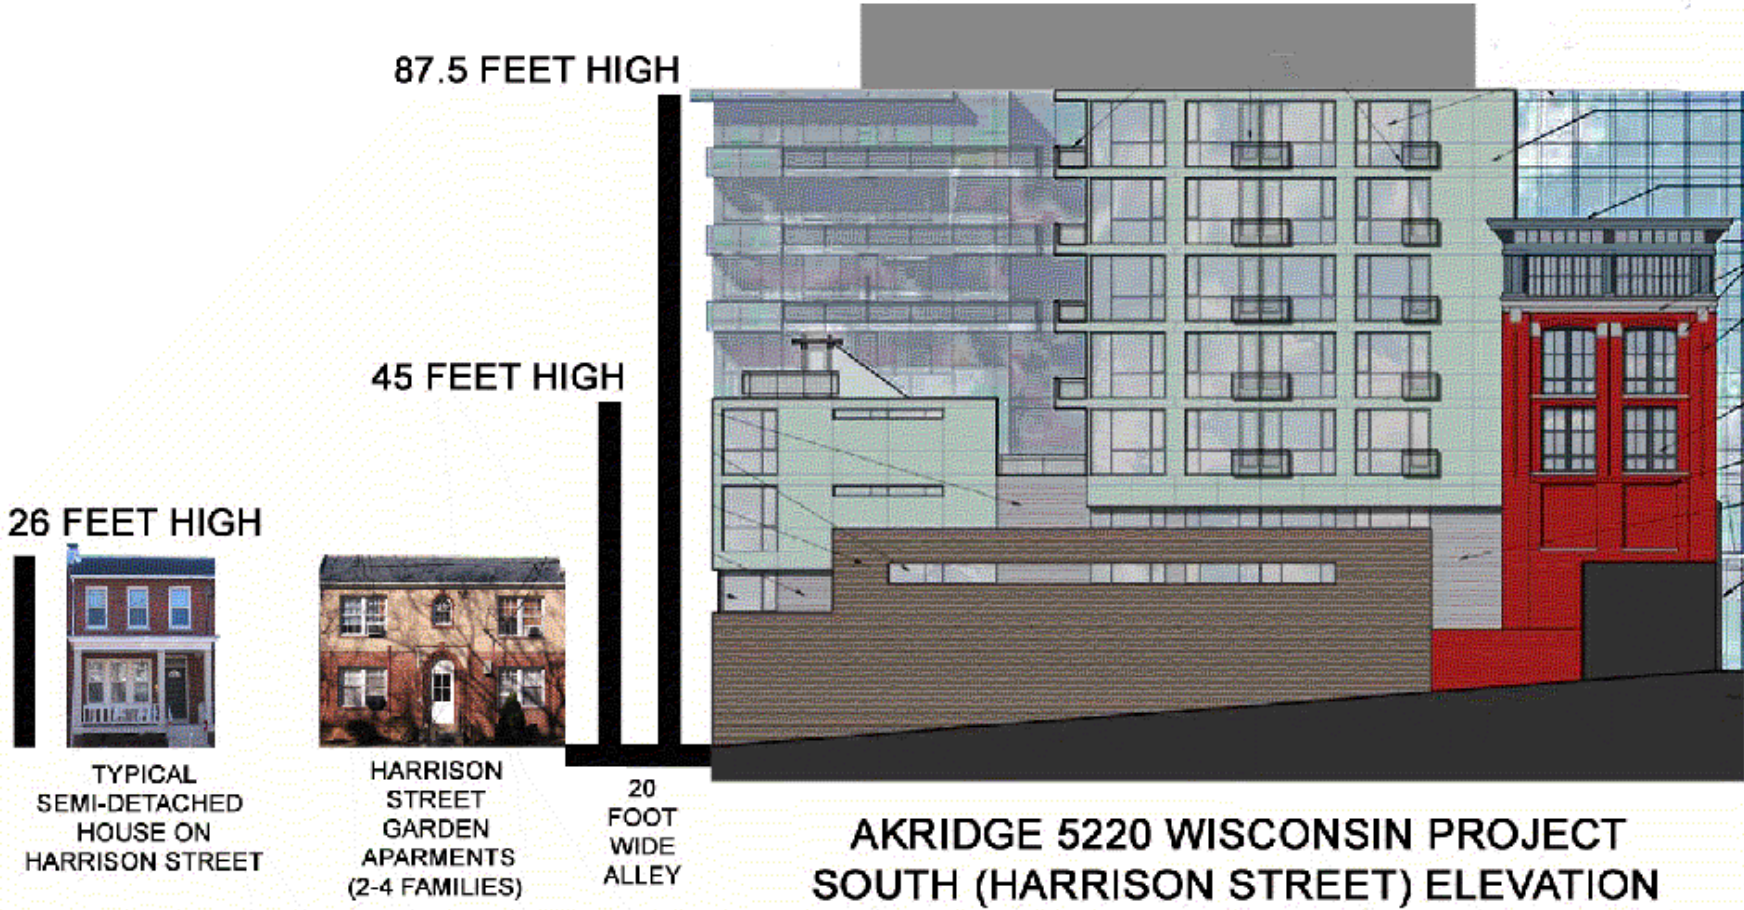 87.5 FEET HIGH
45 FEET HIGH
26 FEET HIGH
TYPICAL
SEMI-DETACHED
HOUSE ON
HARRISON STREET
HARRISON
STREET
GARDEN
APARMENTS
(2-4 FAMILIES)
20
FOOT
WIDE
ALLEY
AKRIDGE 5220 WISCONSIN PROJECT
SOUTH (HARRISON STREET) ELEVATION